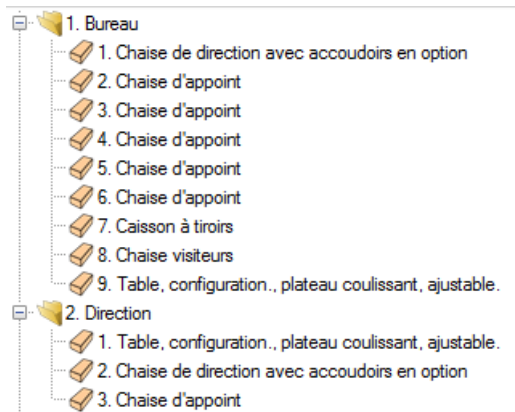 1. Bureau
1. Chaise de direction avec accoudoirs en option
2. Chaise d'appoint
3. Chaise d'appoint
4. Chaise d'appoint
5. Chaise d'appoint
6. Chaise d'appoint
7. Caisson à tiroirs
8. Chaise visiteurs
9. Table, configuration., plateau coulissant, ajustable.
2. Direction
1. Table, configuration., plateau coulissant, ajustable.
2. Chaise de direction avec accoudoirs en option
3. Chaise d'appoint